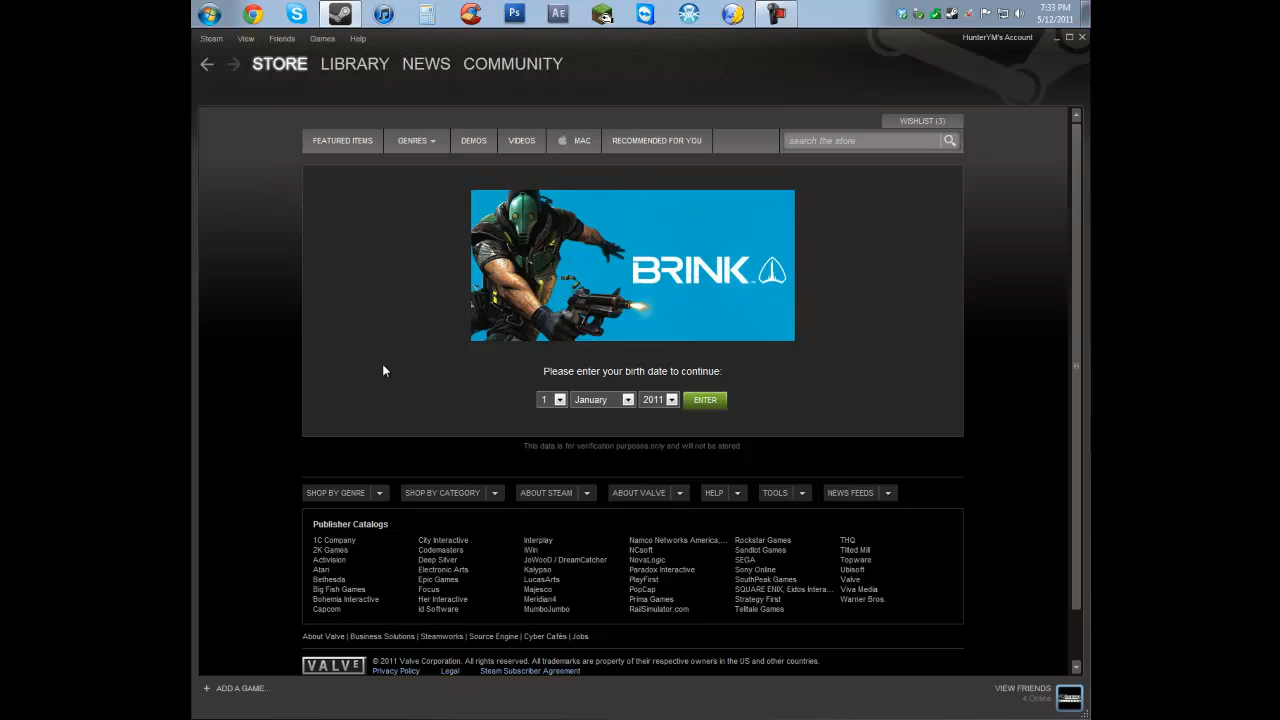 Ps
AE
7:33 PM
5/12/2011
Steam View Friends Games Help
HunterYM's Account
STORE LIBRARY NEWS COMMUNITY
WISHLIST (3)
FEATURED ITEMS GENRES DEMOS VIDEOS MAC RECOMMENDED FOR YOU search the store
BRINK
Please enter your birth date to continue:
1 January 2011 ENTER
This data is for verification purposes only and will not be stored.
SHOP BY GENRE SHOP BY CATEGORY ABOUT STEAM ABOUT VALVE HELP TOOLS NEWS FEEDS
Publisher Catalogs
1C Company City Interactive Interplay Namco Networks America,... Rockstar Games THQ
2K Games Codemasters iWin NCsoft Sandlot Games Tilted Mill
Activision Deep Silver JoWooD / DreamCatcher NovaLogic SEGA Topware
Atari Electronic Arts Kalypso Paradox Interactive Sony Online Ubisoft
Bethesda Epic Games LucasArts PlayFirst SouthPeak Games Valve
Big Fish Games Focus Majesco PopCap SQUARE ENIX, Eidos Intera... Viva Media
Bohemia Interactive Her Interactive Meridian4 Prima Games Strategy First Warner Bros.
Capcom id Software MumboJumbo RailSimulator.com Telltale Games
About Valve | Business Solutions | Steamworks | Source Engine | Cyber Cafés | Jobs
VALVE © 2011 Valve Corporation. All rights reserved. All trademarks are property of their respective owners in the US and other countries.
Privacy Policy Legal Steam Subscriber Agreement
+ ADD A GAME...
VIEW FRIENDS
4 Online